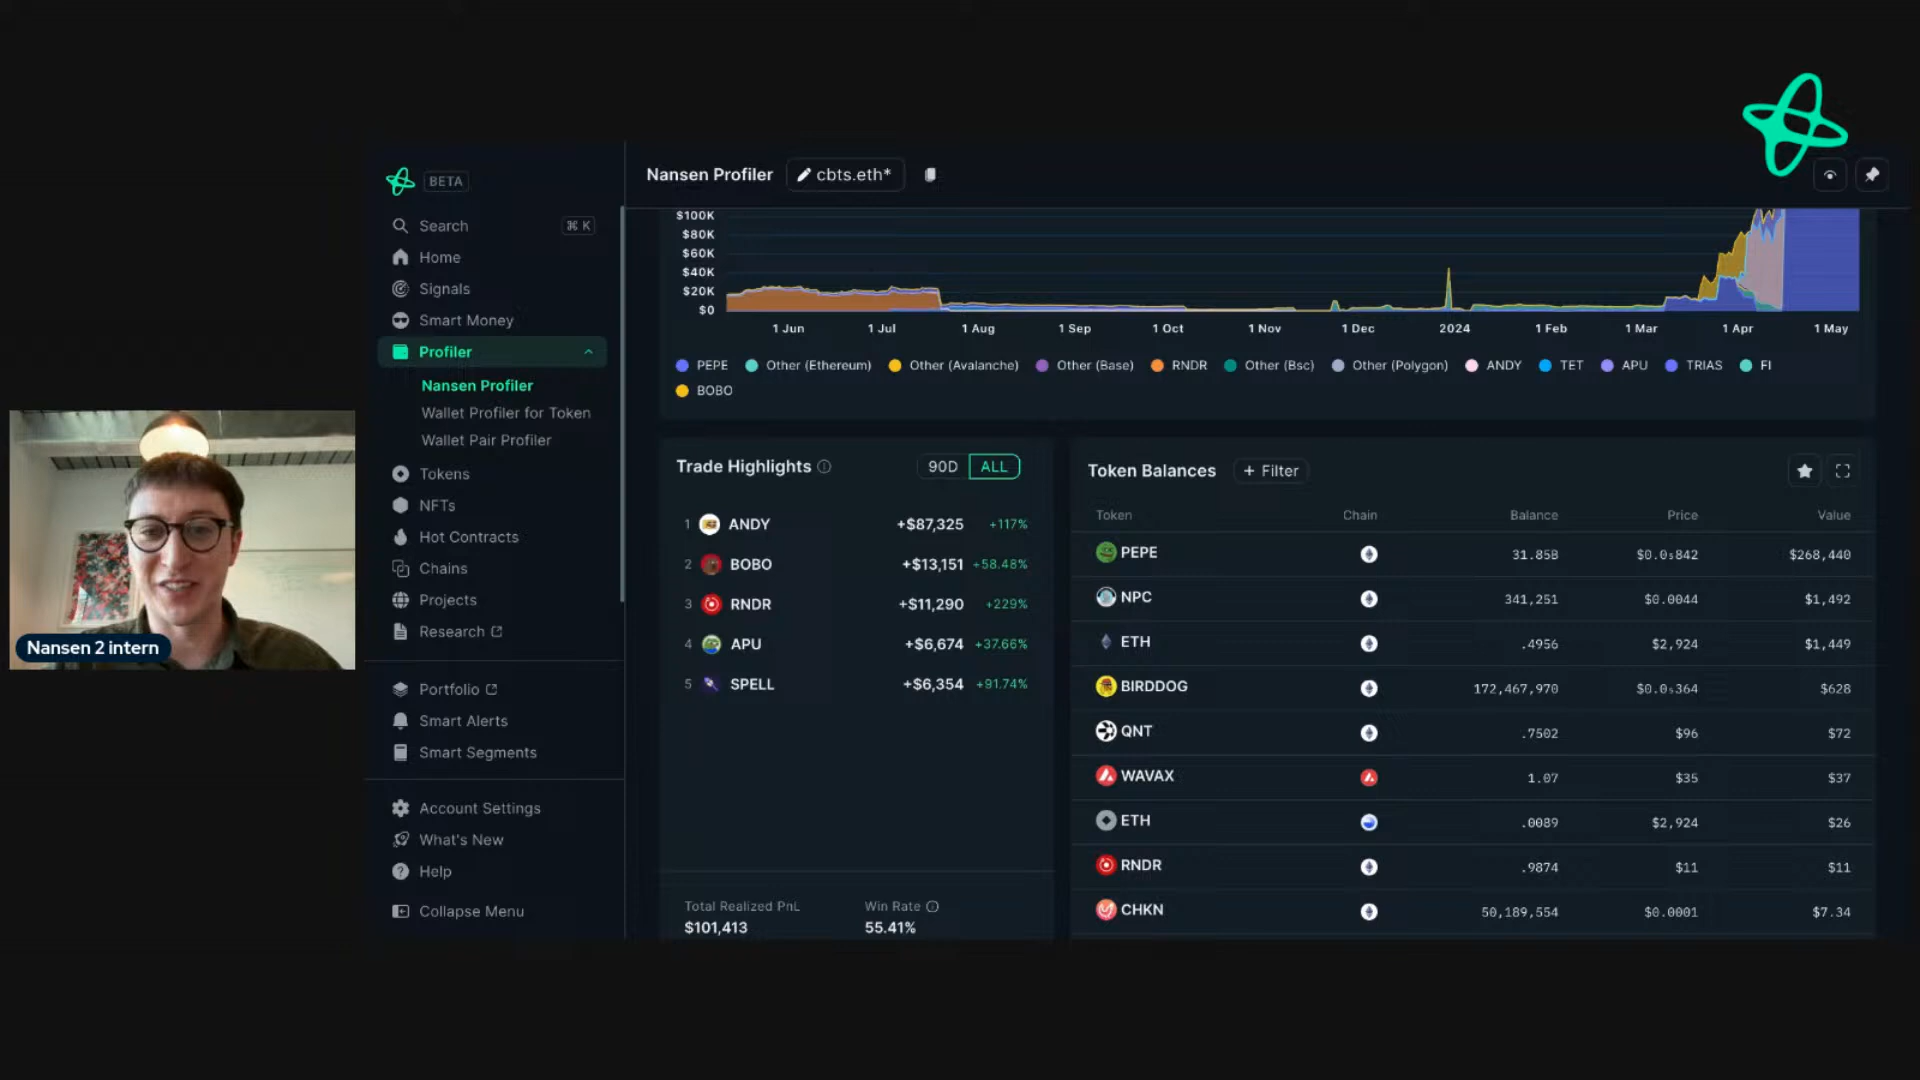 BETA
Search ⌘ K
Home
Signals
Smart Money
Profiler
Nansen Profiler
Wallet Profiler for Token
Wallet Pair Profiler
Tokens
NFTs
Hot Contracts
Chains
Projects
Research
Portfolio
Smart Alerts
Smart Segments
Account Settings
What's New
Help
Collapse Menu
Nansen 2 intern
Nansen Profiler cbts.eth*
$100K
$80K
$60K
$40K
$20K
$0
1 Jun 1 Jul 1 Aug 1 Sep 1 Oct 1 Nov 1 Dec 2024 1 Feb 1 Mar 1 Apr 1 May
PEPE Other (Ethereum) Other (Avalanche) Other (Base) RNDR Other (Bsc) Other (Polygon) ANDY TET APU TRIAS FI
BOBO
Trade Highlights 90D ALL
1 ANDY +$87,325 +117%
2 BOBO +$13,151 +58.48%
3 RNDR +$11,290 +229%
4 APU +$6,674 +37.66%
5 SPELL +$6,354 +91.74%
Total Realized PnL Win Rate
$101,413 55.41%
Token Balances + Filter
Token Chain Balance Price Value
PEPE 31.85B $0.0₅842 $268,440
NPC 341,251 $0.0044 $1,492
ETH .4956 $2,924 $1,449
BIRDDOG 172,467,970 $0.0₅364 $628
QNT .7502 $96 $72
WAVAX 1.07 $35 $37
ETH .0089 $2,924 $26
RNDR .9874 $11 $11
CHKN 50,189,554 $0.0001 $7.34